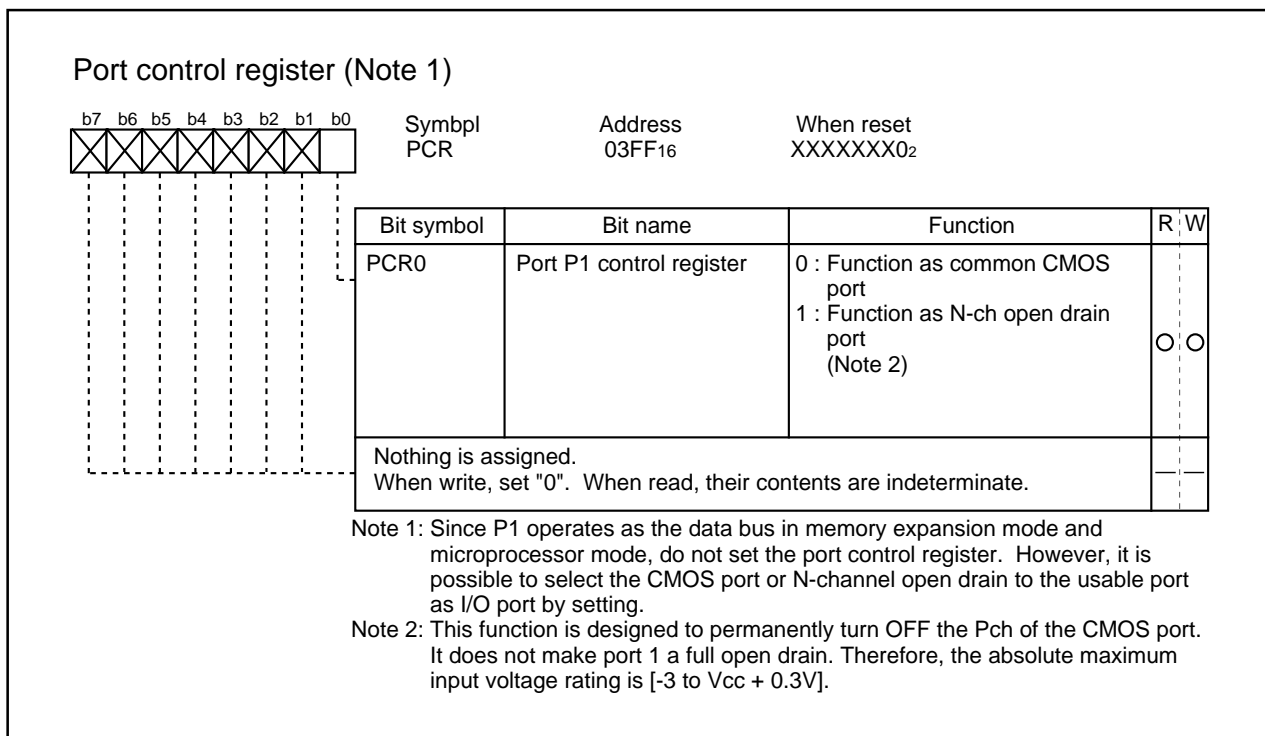 Port control register (Note 1)
b7 b6 b5 b4 b3 b2 b1 b0
Symbpl Address When reset
PCR 03FF16 XXXXXXX02
Bit symbol Bit name Function R W
PCR0 Port P1 control register 0 : Function as common CMOS
port
1 : Function as N-ch open drain
port
(Note 2)
Nothing is assigned.
When write, set "0". When read, their contents are indeterminate. — —
Note 1: Since P1 operates as the data bus in memory expansion mode and
microprocessor mode, do not set the port control register. However, it is
possible to select the CMOS port or N-channel open drain to the usable port
as I/O port by setting.
Note 2: This function is designed to permanently turn OFF the Pch of the CMOS port.
It does not make port 1 a full open drain. Therefore, the absolute maximum
input voltage rating is [-3 to Vcc + 0.3V].